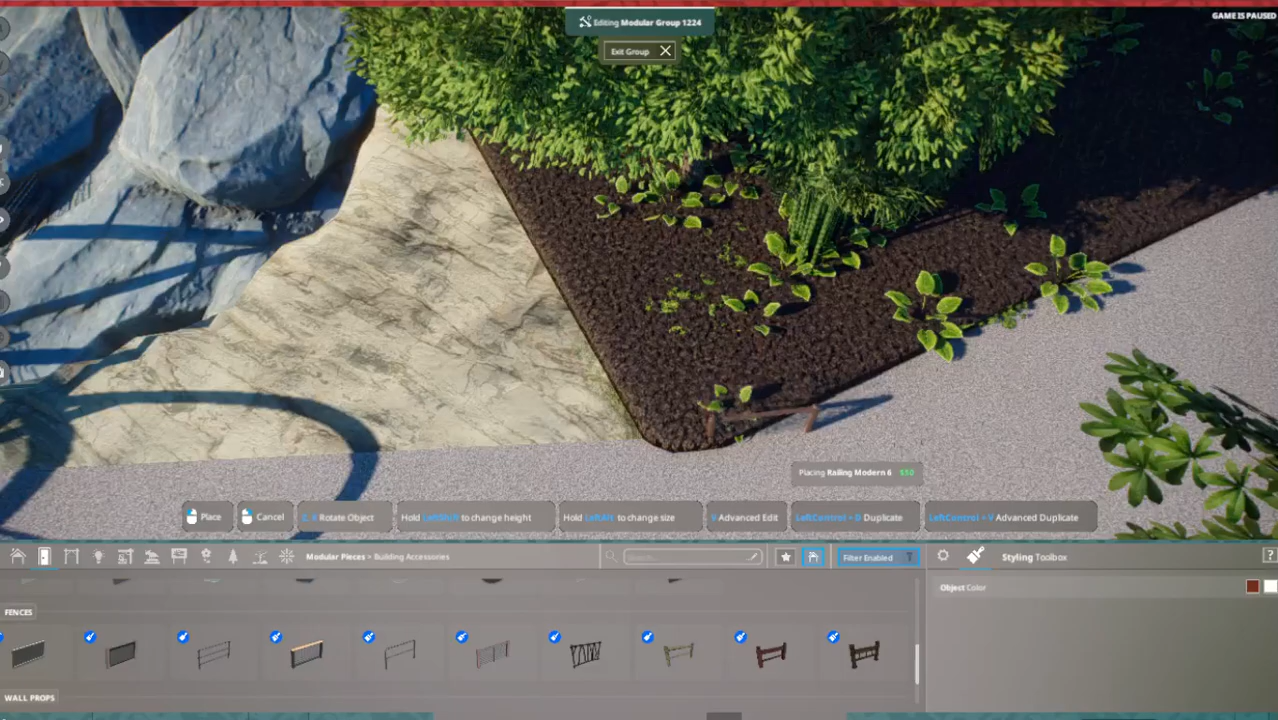 Editing Modular Group 1224
GAME IS PAUSED
Exit Group
Placing Railing Modern 6 $50
Place
Cancel
Rotate Object
Hold LeftShift to change height
Hold LeftAlt to change size
Advanced Edit
LeftControl + D Duplicate
LeftControl + V Advanced Duplicate
Modular Pieces > Building Accessories
Search...
Filter Enabled
Styling Toolbox
?
Object Color
FENCES
WALL PROPS